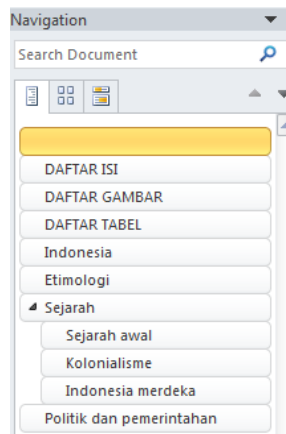 Navigation
Search Document
DAFTAR ISI
DAFTAR GAMBAR
DAFTAR TABEL
Indonesia
Etimologi
Sejarah
Sejarah awal
Kolonialisme
Indonesia merdeka
Politik dan pemerintahan